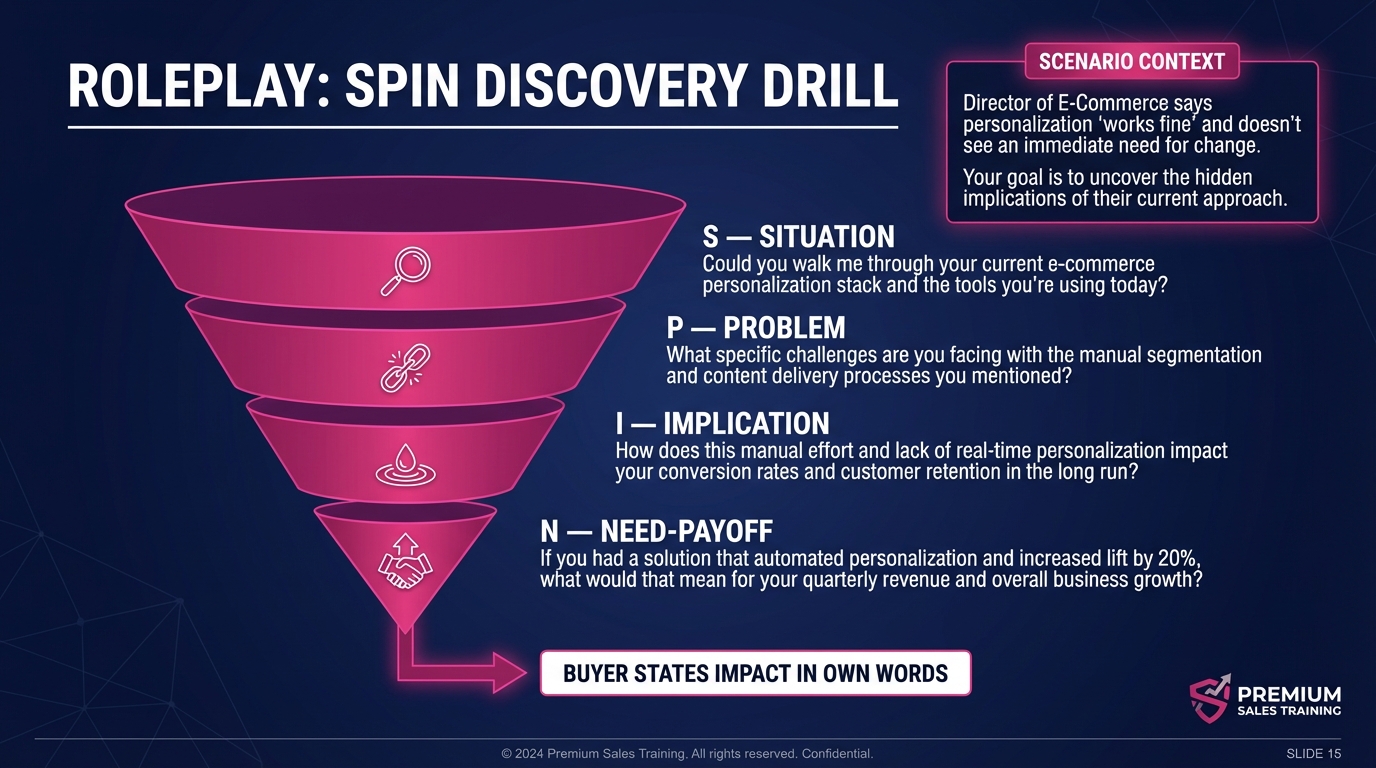 ROLEPLAY: SPIN DISCOVERY DRILL
SCENARIO CONTEXT
Director of E-Commerce says
personalization ‘works fine’ and doesn’t
see an immediate need for change.
Your goal is to uncover the hidden
implications of their current approach.
S — SITUATION
Could you walk me through your current e-commerce
personalization stack and the tools you’re using today?
P — PROBLEM
What specific challenges are you facing with the manual segmentation
and content delivery processes you mentioned?
I — IMPLICATION
How does this manual effort and lack of real-time personalization impact
your conversion rates and customer retention in the long run?
N — NEED-PAYOFF
If you had a solution that automated personalization and increased lift by 20%,
what would that mean for your quarterly revenue and overall business growth?
BUYER STATES IMPACT IN OWN WORDS
PREMIUM
SALES TRAINING
© 2024 Premium Sales Training. All rights reserved. Confidential.
SLIDE 15